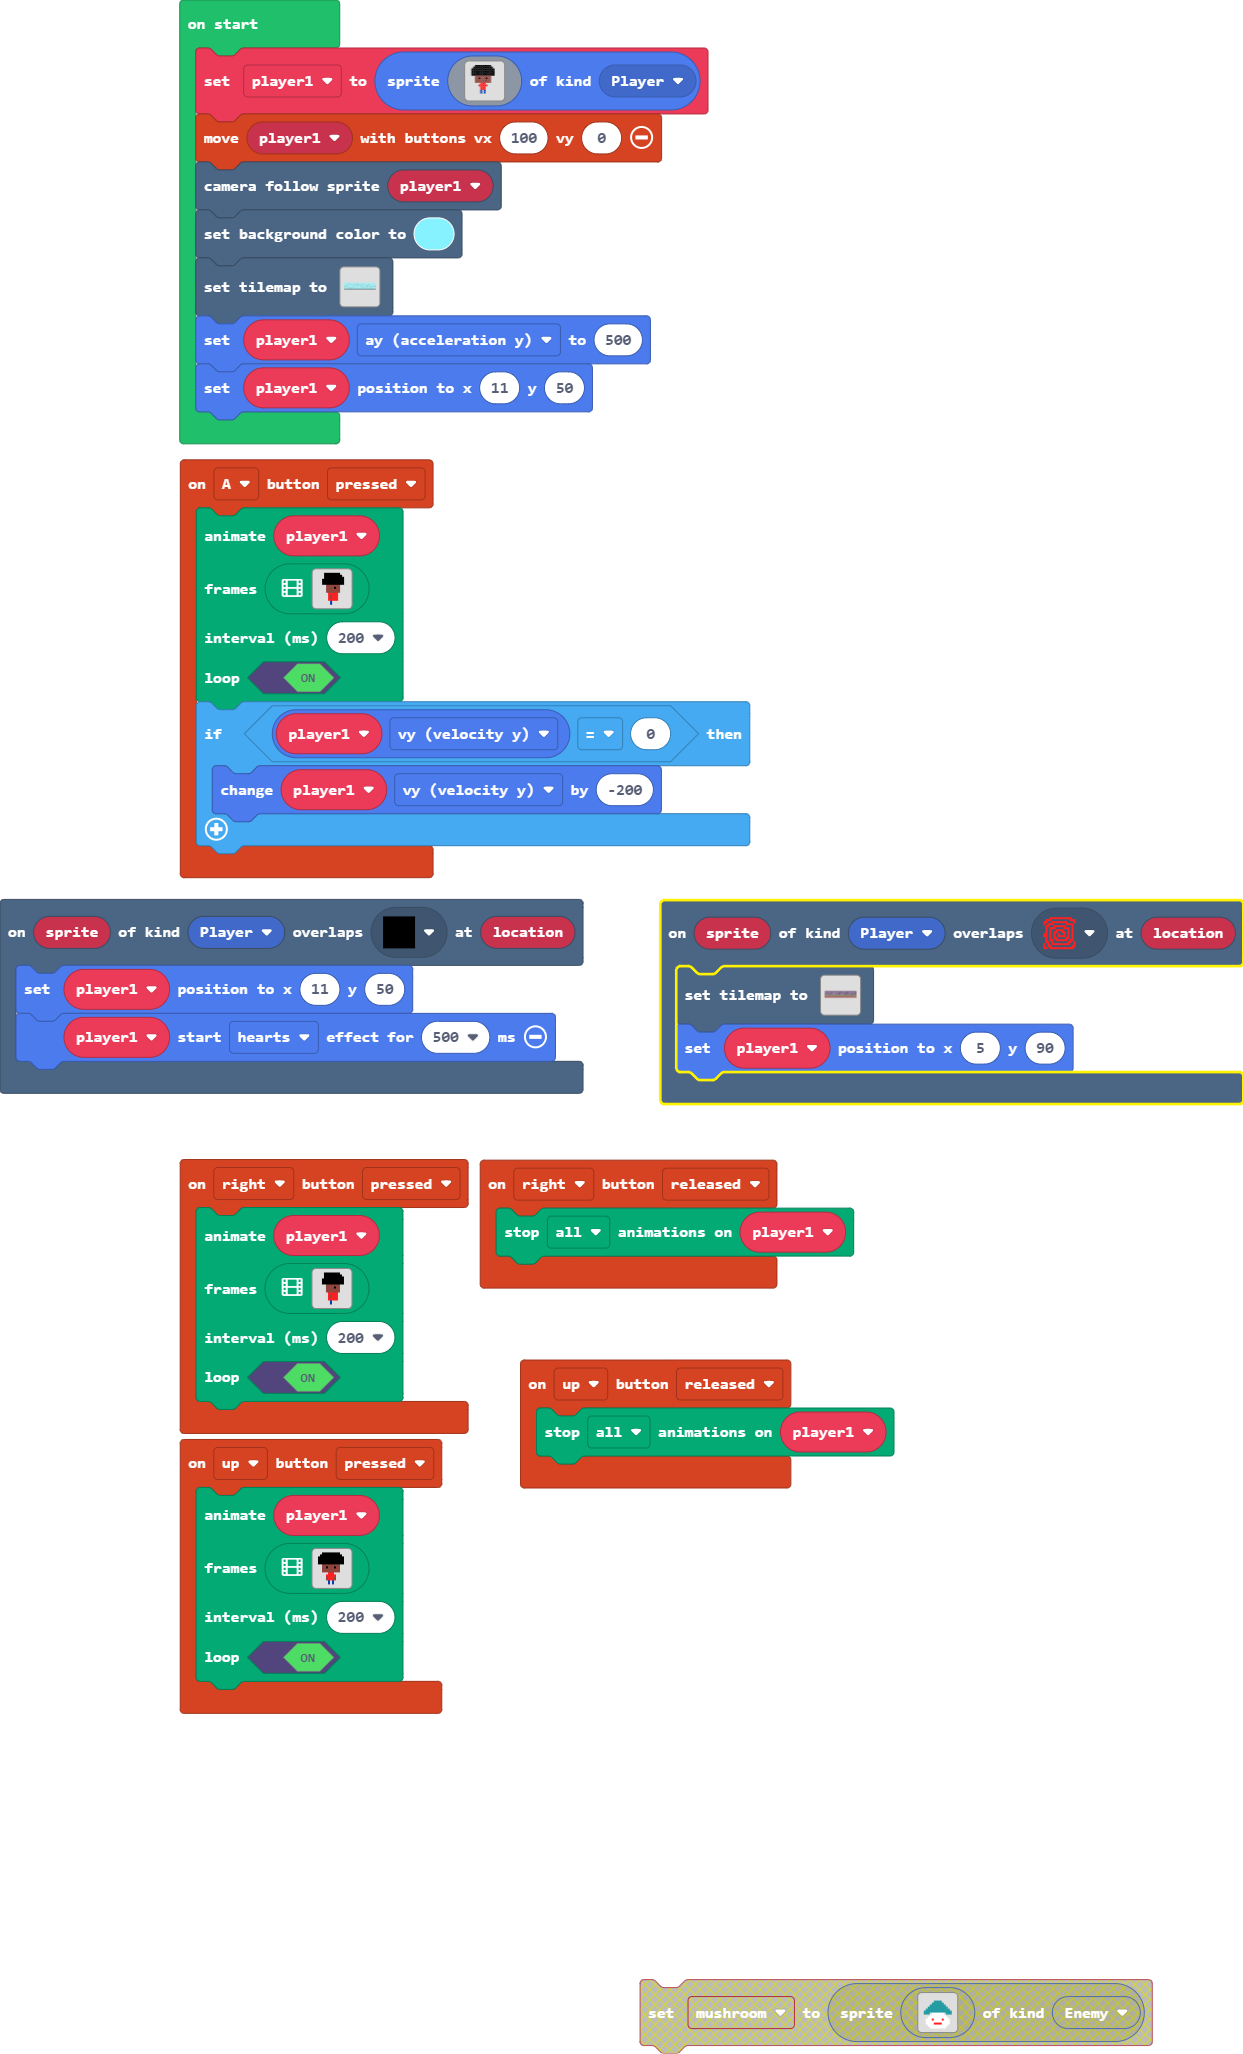 on start
set player1 to sprite of kind Player
move player1 with buttons vx 100 vy 0
camera follow sprite player1
set background color to
set tilemap to
set player1 ay (acceleration y) to 500
set player1 position to x 11 y 50
on A button pressed
animate player1
frames
interval (ms) 200
loop ON
if player1 vy (velocity y) = 0 then
change player1 vy (velocity y) by -200
on sprite of kind Player overlaps at location
set player1 position to x 11 y 50
player1 start hearts effect for 500 ms
on sprite of kind Player overlaps at location
set tilemap to
set player1 position to x 5 y 90
on right button pressed
animate player1
frames
interval (ms) 200
loop ON
on right button released
stop all animations on player1
on up button released
stop all animations on player1
on up button pressed
animate player1
frames
interval (ms) 200
loop ON
set mushroom to sprite of kind Enemy